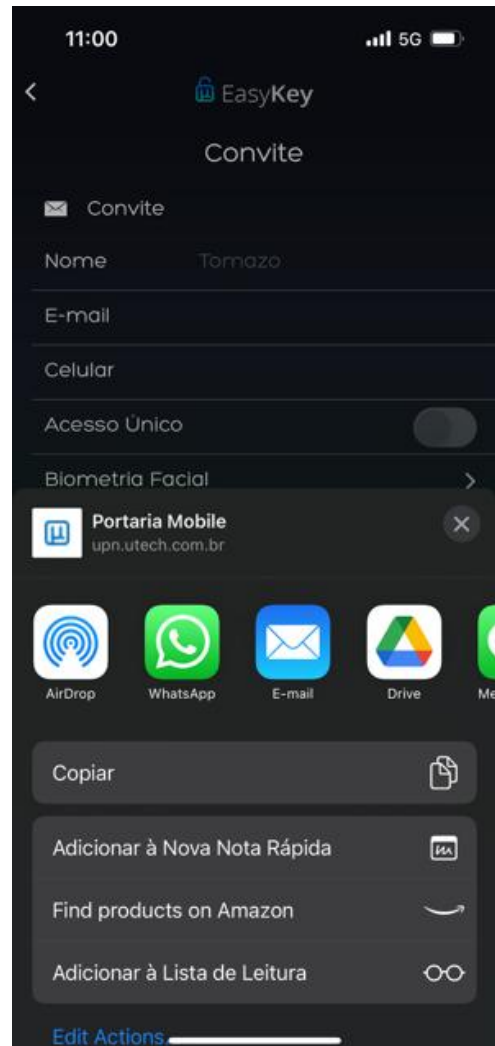 11:00 5G
EasyKey
Convite
Convite
Nome Tomazo
E-mail
Celular
Acesso Único
Biometria Facial
Portaria Mobile
upn.utech.com.br
AirDrop WhatsApp E-mail Drive Me
Copiar
Adicionar à Nova Nota Rápida
Find products on Amazon
Adicionar à Lista de Leitura
Edit Actions